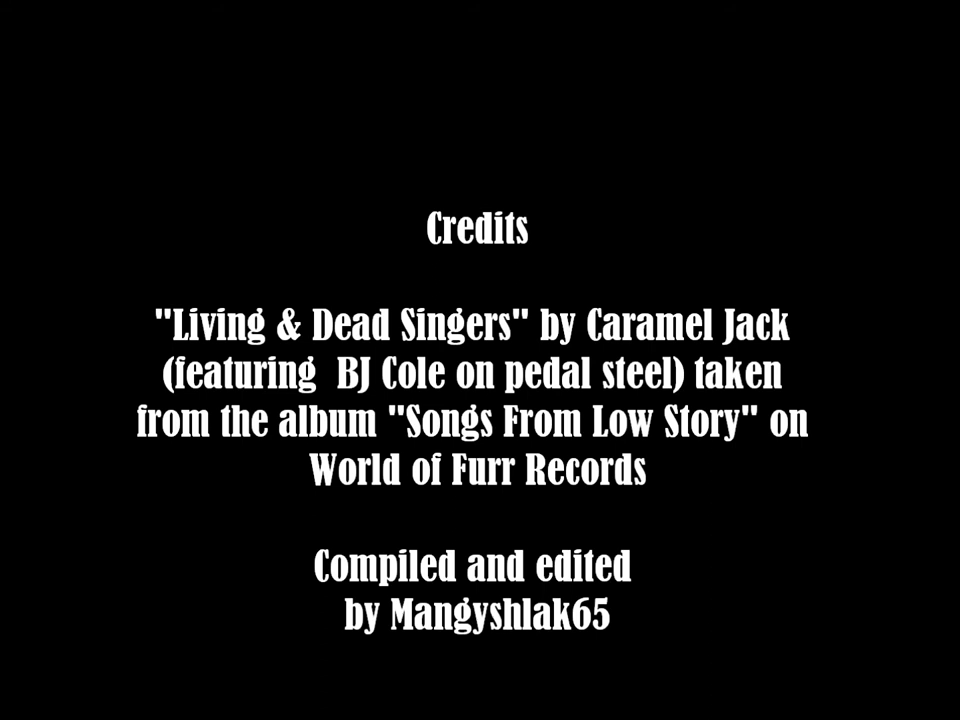 Credits
"Living & Dead Singers" by Caramel Jack
(featuring  BJ Cole on pedal steel) taken
from the album "Songs From Low Story" on
World of Furr Records
Compiled and edited
by Mangyshlak65